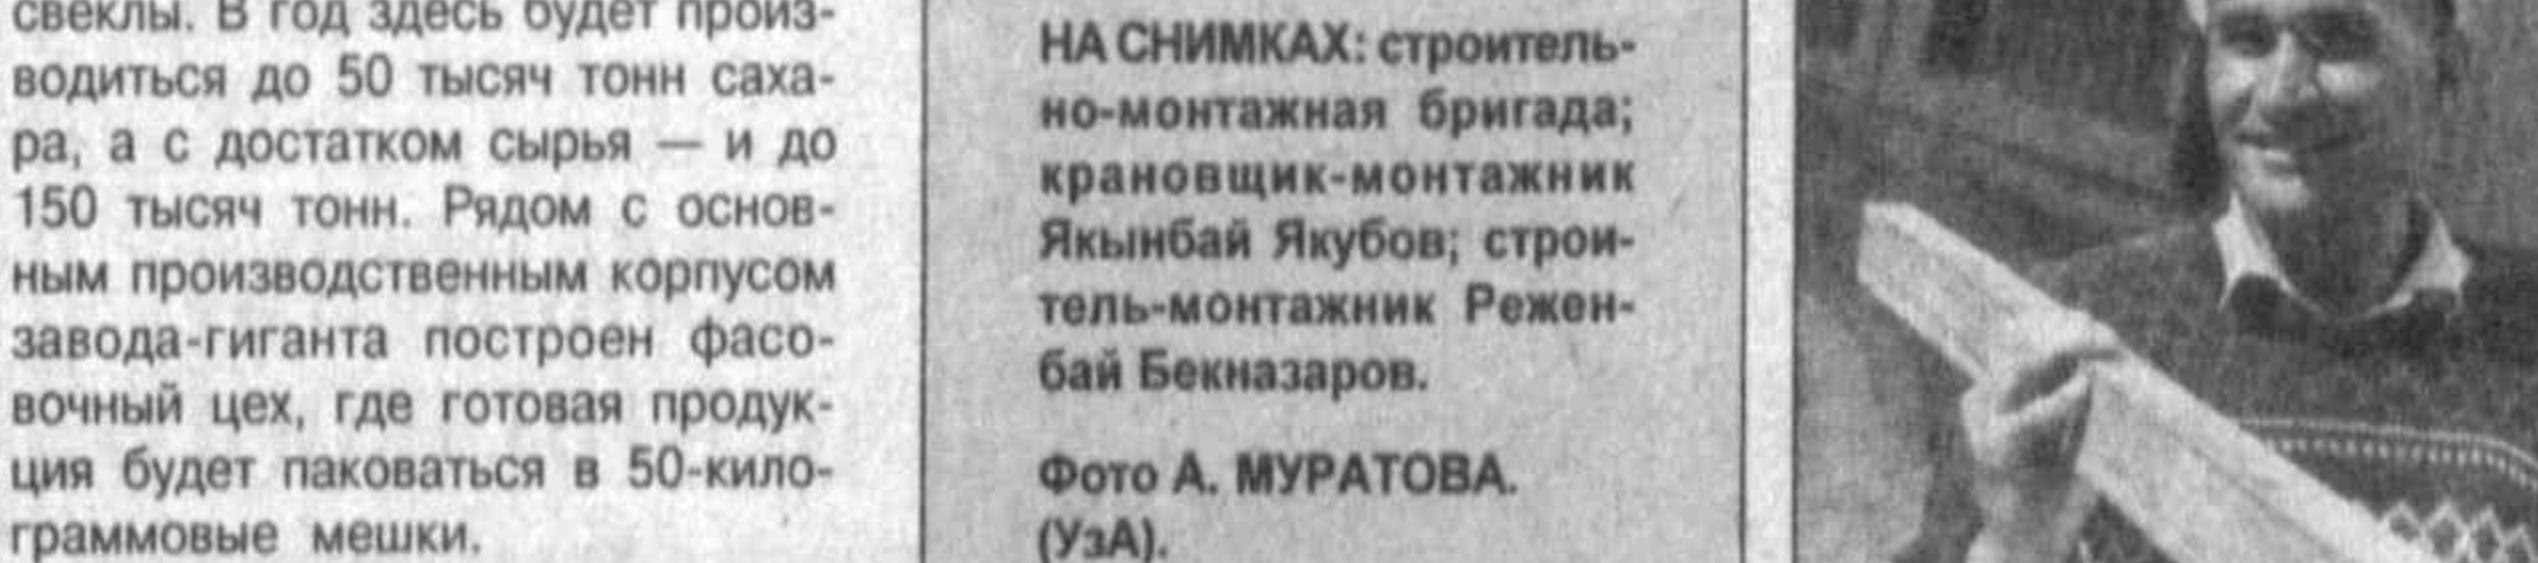 свеклы. В год здесь будет произ-
водиться до 50 тысяч тонн саха-
ра, а с достатком сырья — и до
150 тысяч тонн. Рядом с основ-
ным производственным корпусом
завода-гиганта построен фасо-
вочный цех, где готовая продук-
ция будет паковаться в 50-кило-
граммовые мешки.
НА СНИМКАХ: строитель-
но-монтажная бригада;
крановщик-монтажник
Якынбай Якубов; строи-
тель-монтажник Режен-
бай Бекназаров.
Фото А. МУРАТОВА.
(УзА).